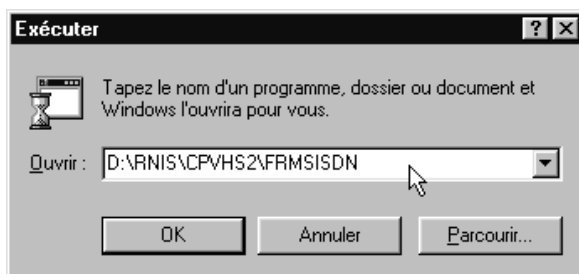 Exécuter
Tapez le nom d'un programme, dossier ou document et
Windows l'ouvrira pour vous.
Ouvrir : D:\RNIS\CPVHS2\FRMSISDN
OK Annuler Parcourir...